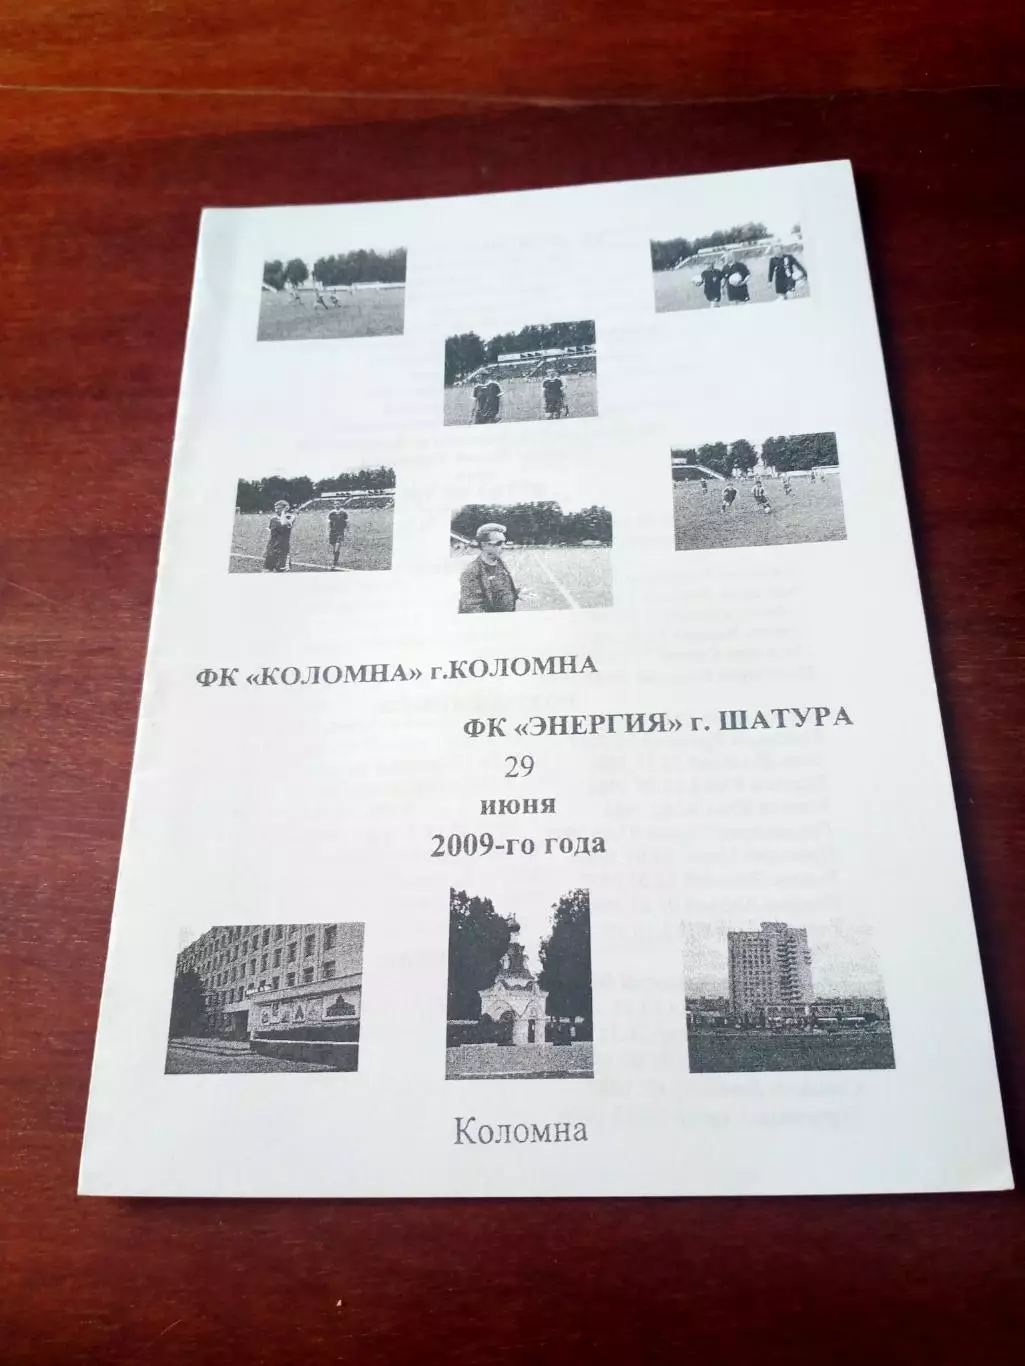 ФК «КОЛОМНА» г.КОЛОМНА
ФК «ЭНЕРГИЯ» г. ШАТУРА
29
июня
2009-го года
Коломна